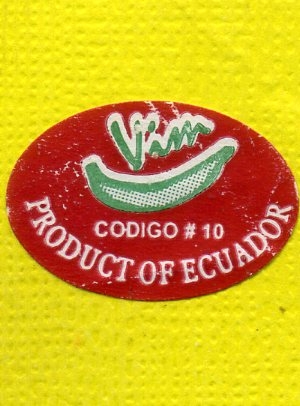 Vim
CODIGO # 10
PRODUCT OF ECUADOR